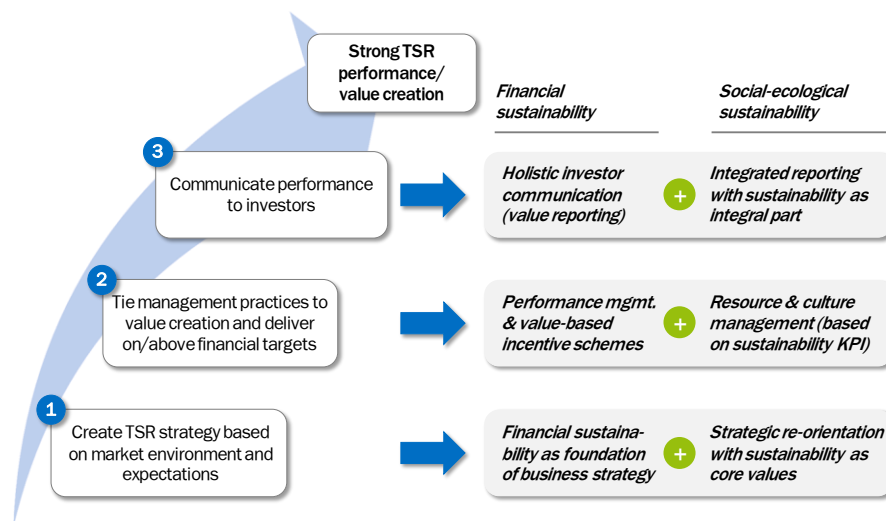 Strong TSR
performance/
value creation
Financial
sustainability
Social-ecological
sustainability
3
Communicate performance
to investors
Holistic investor
communication
(value reporting)
+
Integrated reporting
with sustainability as
integral part
2
Tie management practices to
value creation and deliver
on/above financial targets
Performance mgmt.
& value-based
incentive schemes
+
Resource & culture
management (based
on sustainability KPI)
1
Create TSR strategy based
on market environment and
expectations
Financial sustaina-
bility as foundation
of business strategy
+
Strategic re-orientation
with sustainability as
core values